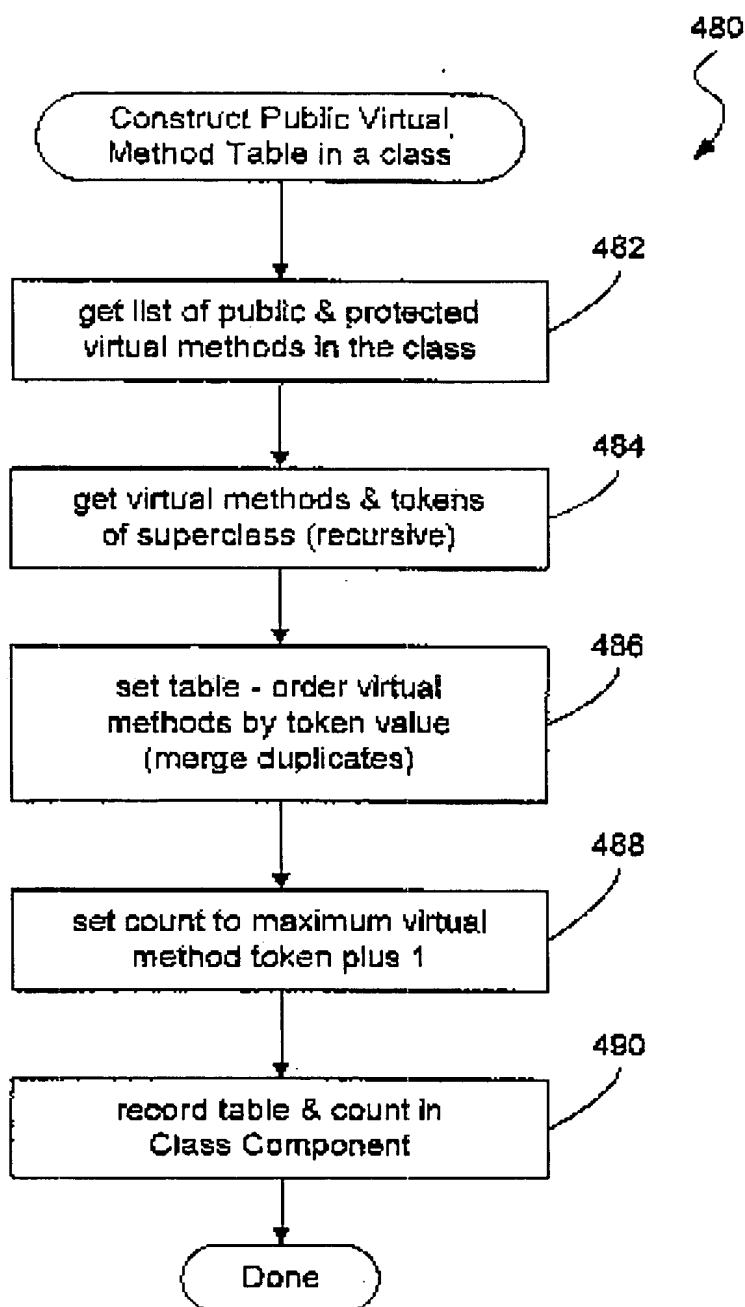 480
Construct Public Virtual
Method Table in a class
482
get list of public & protected
virtual methods in the class
484
get virtual methods & tokens
of superclass (recursive)
486
set table - order virtual
methods by token value
(merge duplicates)
488
set count to maximum virtual
method token plus 1
490
record table & count in
Class Component
Done